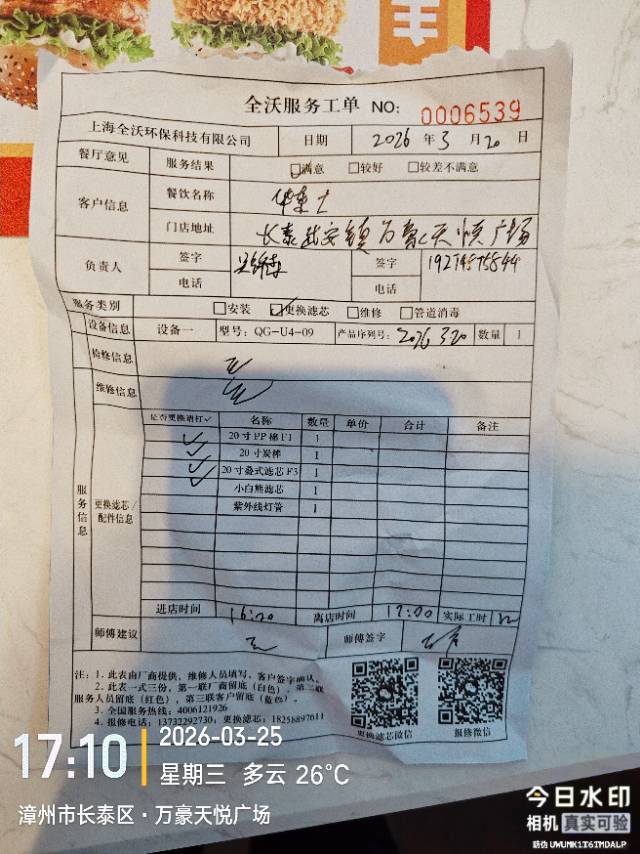 全沃服务工单 NO: 0006539
上海全沃环保科技有限公司 日期 2026 年 3 月 20 日
餐厅意见 服务结果 ☑满意 □较好 □较差不满意
客户信息 餐饮名称 华莱士
门店地址 长泰武安镇万豪天悦广场
负责人 签字 签字
电话 电话
服务类别 □安装 ☑更换滤芯 □维修 □管道消毒
设备信息 设备一 型号: QG-U4-09 产品序列号: 2026 3.20 数量 1
检修信息 无
维修信息 无
服务信息 更换滤芯/配件信息
是否更换请打✓ 名称 数量 单价 合计 备注
✓ 20寸PP棉F1 1
✓ 20寸炭棒 1
✓ 20寸叠式滤芯F3 1
✓ 小白熊滤芯 1
紫外线灯管 1
进店时间 16:20 离店时间 17:00 实际工时
师傅建议 无 师傅签字
注: 1. 此表由厂商提供, 维修人员填写, 客户签字确认。
2. 此表一式三份, 第一联厂商留底(白色), 第二联
服务人员留底(红色), 第三联客户留底(蓝色)。
3. 全国服务热线: 4006121926
4. 报修电话: 13732292730; 更换滤芯: 18258897611
更换滤芯微信 报修微信
17:10 2026-03-25
星期三 多云 26°C
漳州市长泰区·万豪天悦广场
今日水印
相机 真实可验
防伪 UWUMK1T6TMDALP